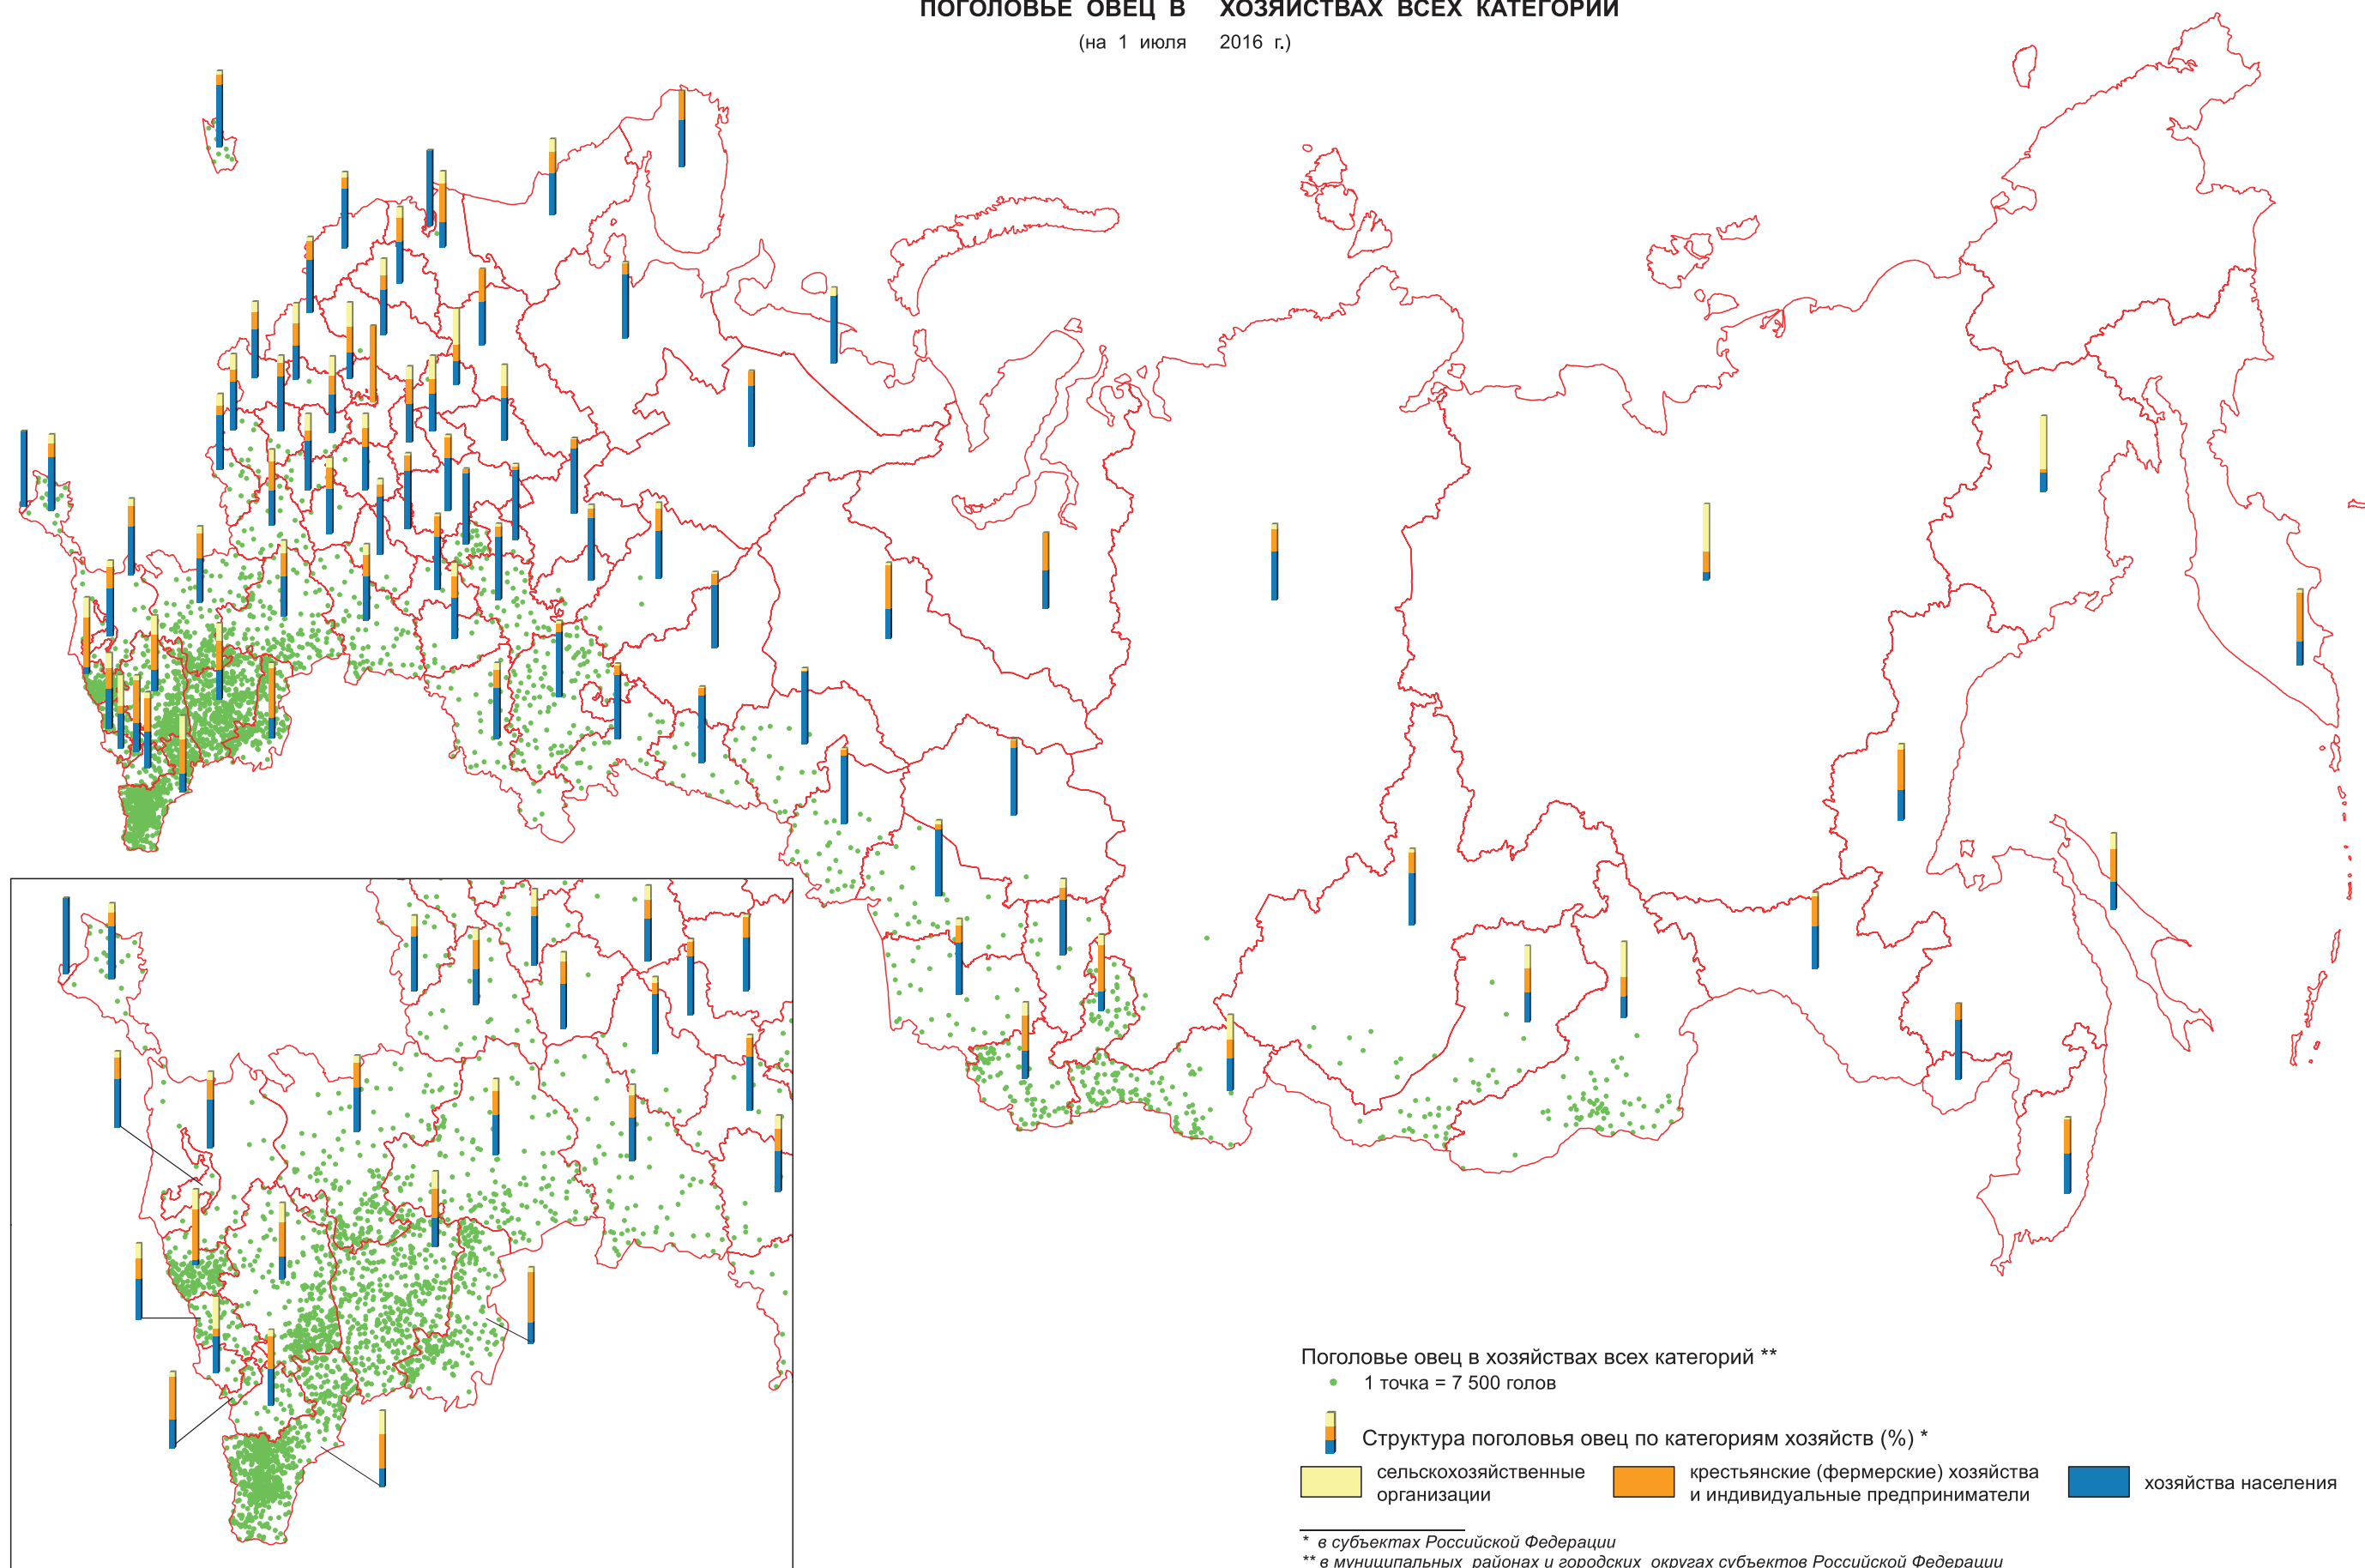 ПОГОЛОВЬЕ ОВЕЦ В ХОЗЯЙСТВАХ ВСЕХ КАТЕГОРИЙ
(на 1 июля 2016 г.)
Поголовье овец в хозяйствах всех категорий **
1 точка = 7 500 голов
Структура поголовья овец по категориям хозяйств (%) *
сельскохозяйственные
организации
крестьянские (фермерские) хозяйства
и индивидуальные предприниматели
хозяйства населения
* в субъектах Российской Федерации
** в муниципальных районах и городских округах субъектов Российской Федерации